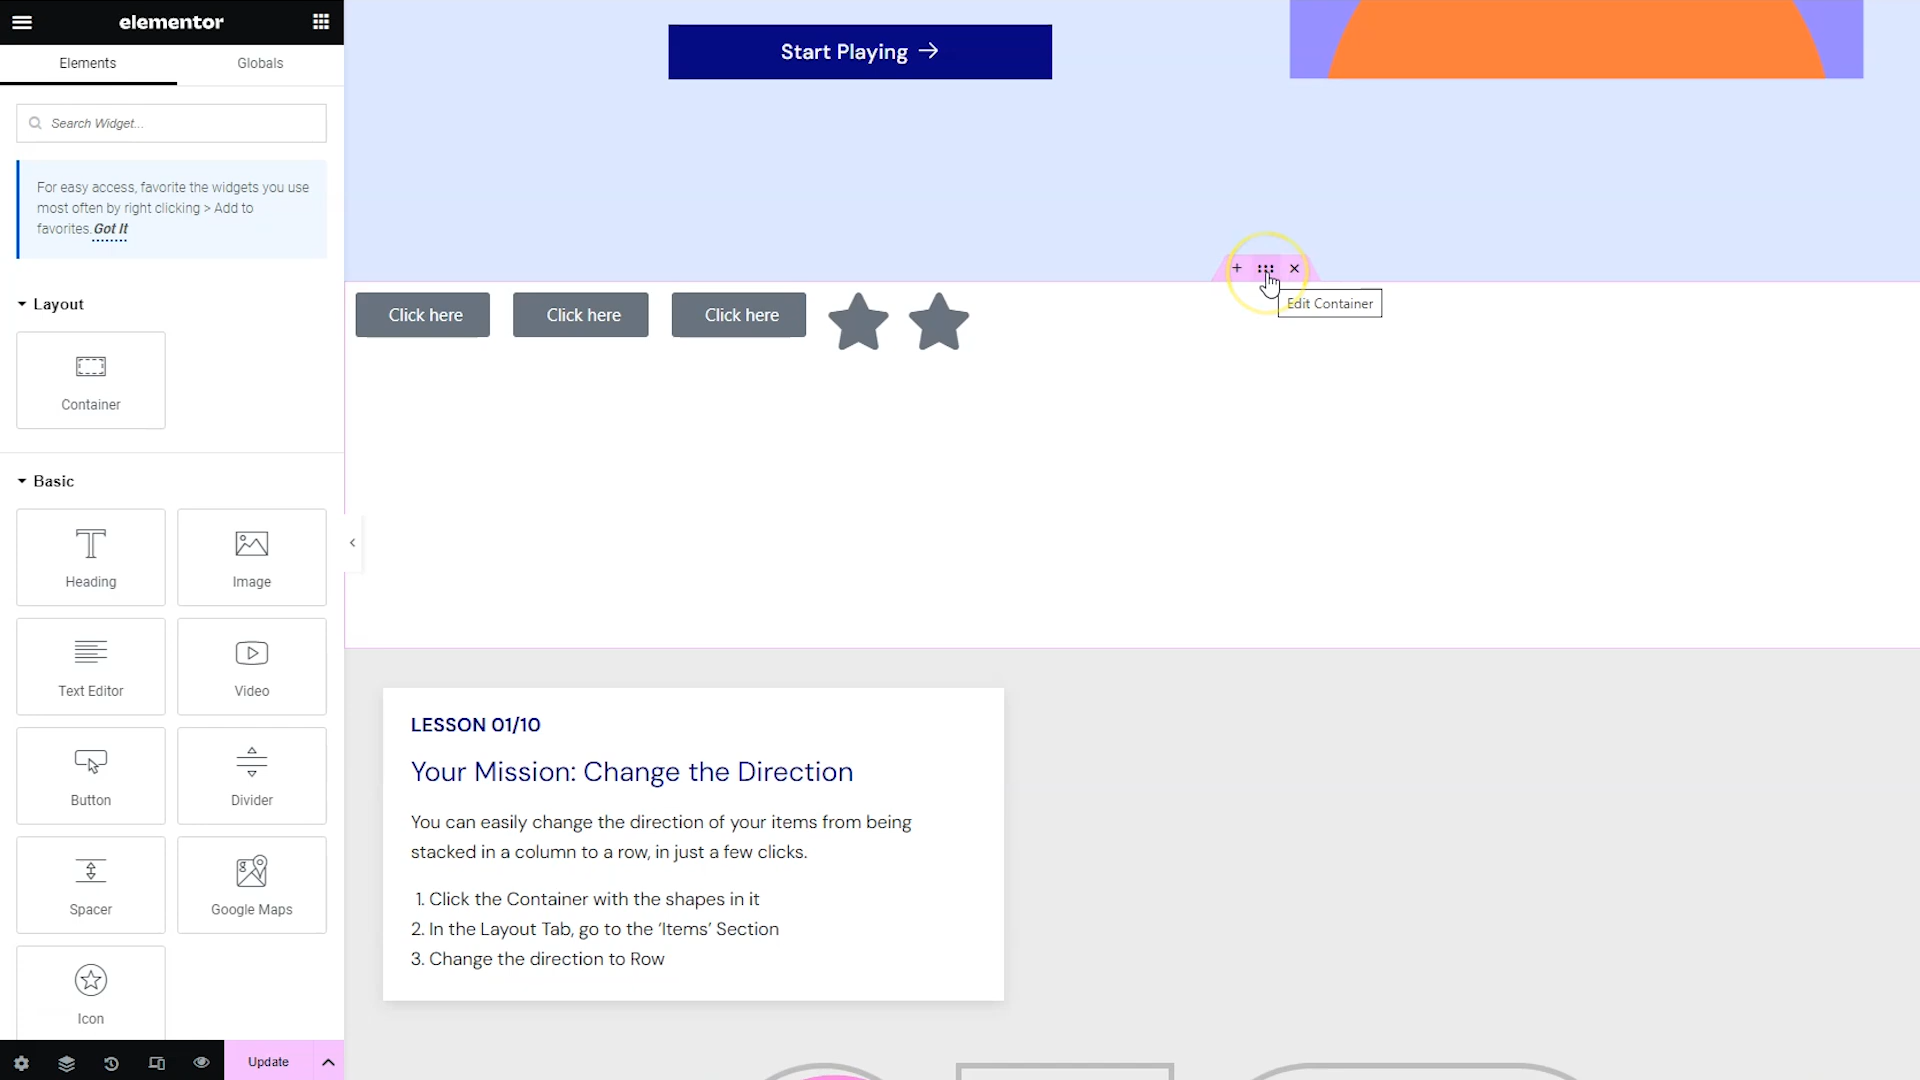 elementor
Elements
Globals
Search Widget...
For easy access, favorite the widgets you use
most often by right clicking > Add to
favorites. Got It
Layout
Container
Basic
Heading
Image
Text Editor
Video
Button
Divider
Spacer
Google Maps
Icon
Update
Start Playing →
Edit Container
Click here
Click here
Click here
LESSON 01/10
Your Mission: Change the Direction
You can easily change the direction of your items from being
stacked in a column to a row, in just a few clicks.
1. Click the Container with the shapes in it
2. In the Layout Tab, go to the ‘Items’ Section
3. Change the direction to Row